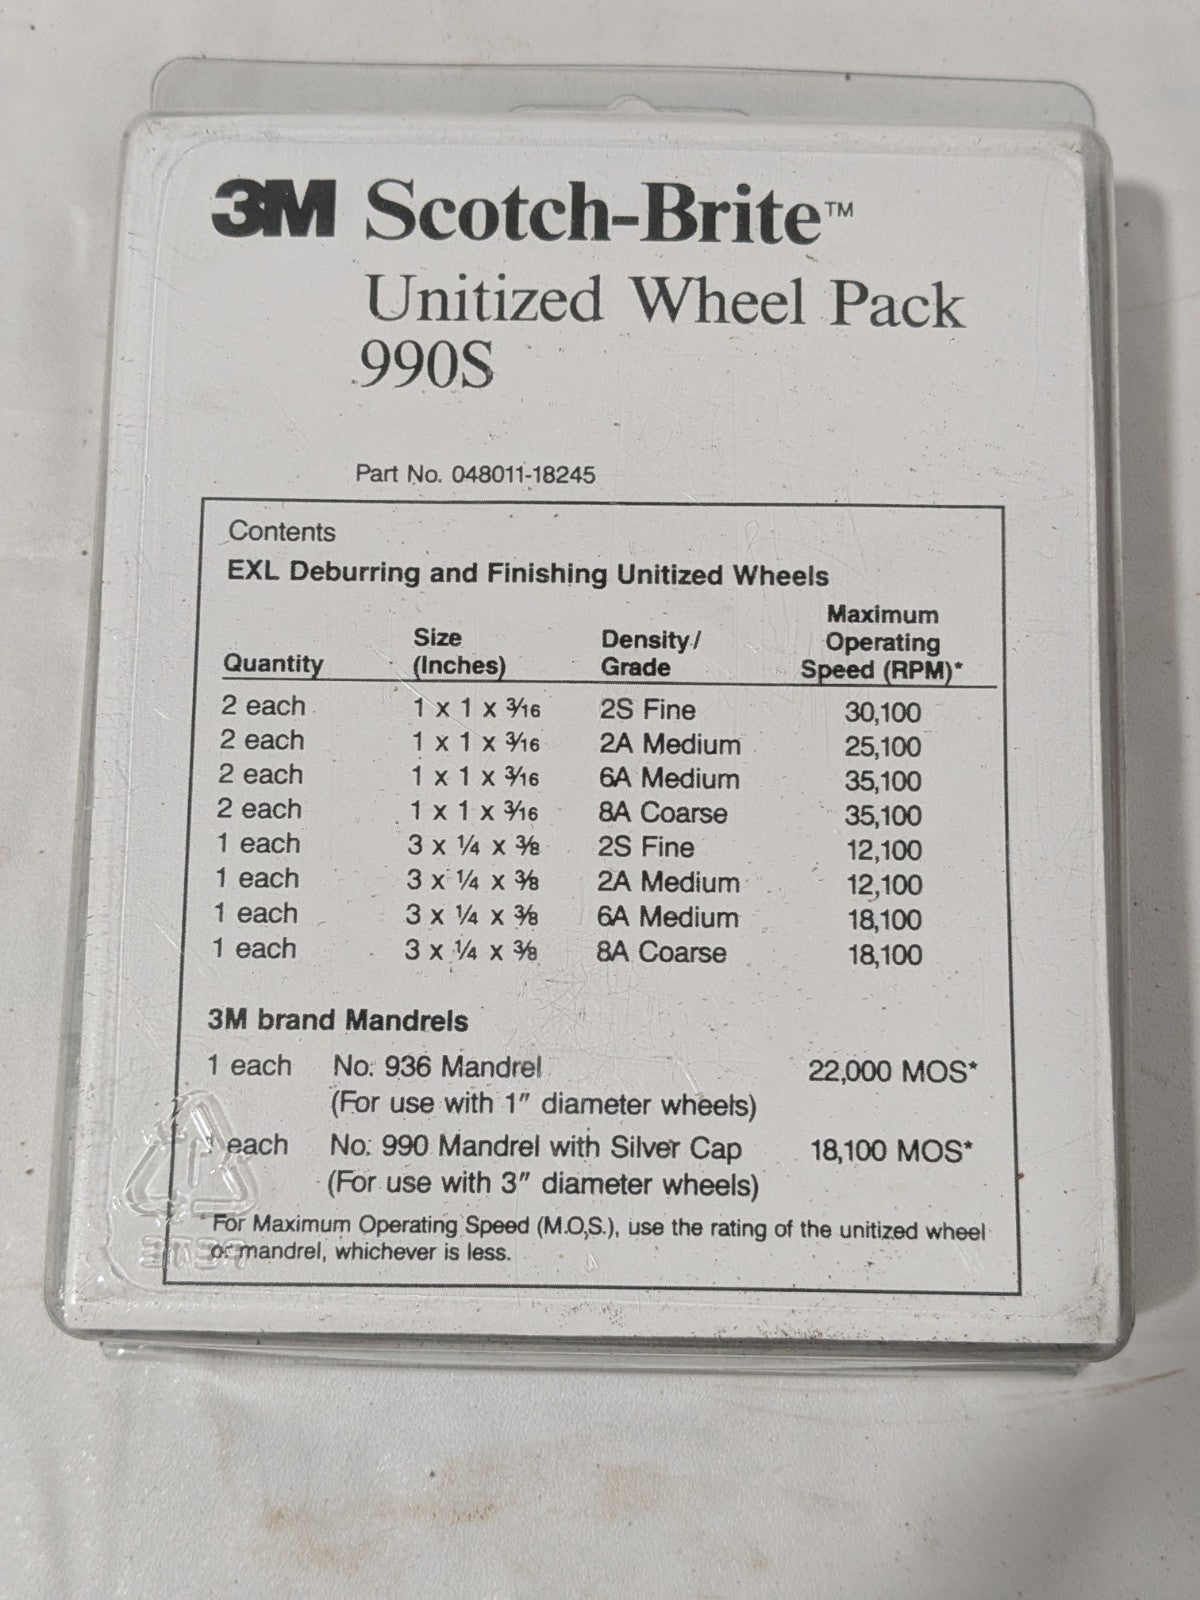 3M Scotch-Brite™
Unitized Wheel Pack
990S
Part No. 048011-18245
Contents
EXL Deburring and Finishing Unitized Wheels
Quantity Size (Inches) Density/ Grade Maximum Operating Speed (RPM)*
2 each 1 x 1 x 3/16 2S Fine 30,100
2 each 1 x 1 x 3/16 2A Medium 25,100
2 each 1 x 1 x 3/16 6A Medium 35,100
2 each 1 x 1 x 3/16 8A Coarse 35,100
1 each 3 x 1/4 x 3/8 2S Fine 12,100
1 each 3 x 1/4 x 3/8 2A Medium 12,100
1 each 3 x 1/4 x 3/8 6A Medium 18,100
1 each 3 x 1/4 x 3/8 8A Coarse 18,100
3M brand Mandrels
1 each No. 936 Mandrel 22,000 MOS*
(For use with 1" diameter wheels)
1 each No. 990 Mandrel with Silver Cap 18,100 MOS*
(For use with 3" diameter wheels)
*For Maximum Operating Speed (M.O.S.), use the rating of the unitized wheel
or mandrel, whichever is less.
1
PETE